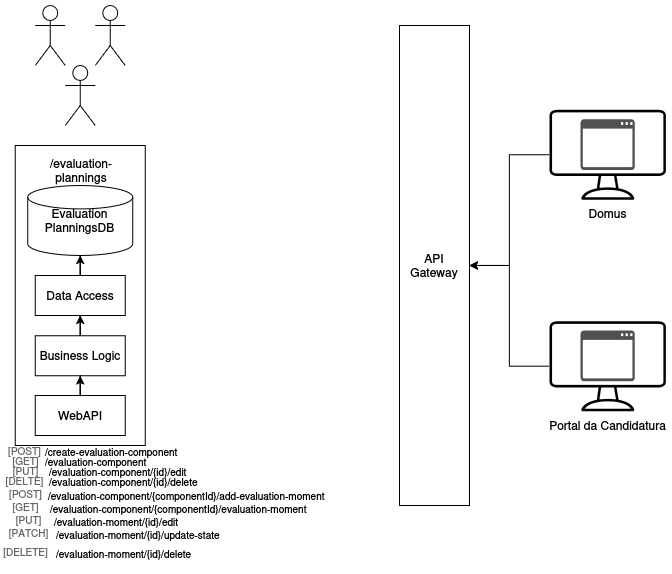 /evaluation-
plannings
Evaluation
PlanningsDB
Data Access
Business Logic
WebAPI
[POST] /create-evaluation-component
[GET] /evaluation-component
[PUT] /evaluation-component/{id}/edit
[DELTE] /evaluation-component/{id}/delete
[POST] /evaluation-component/{componentId}/add-evaluation-moment
[GET] /evaluation-component/{componentId}/evaluation-moment
[PUT] /evaluation-moment/{id}/edit
[PATCH] /evaluation-moment/{id}/update-state
[DELETE] /evaluation-moment/{id}/delete
API
Gateway
Domus
Portal da Candidatura